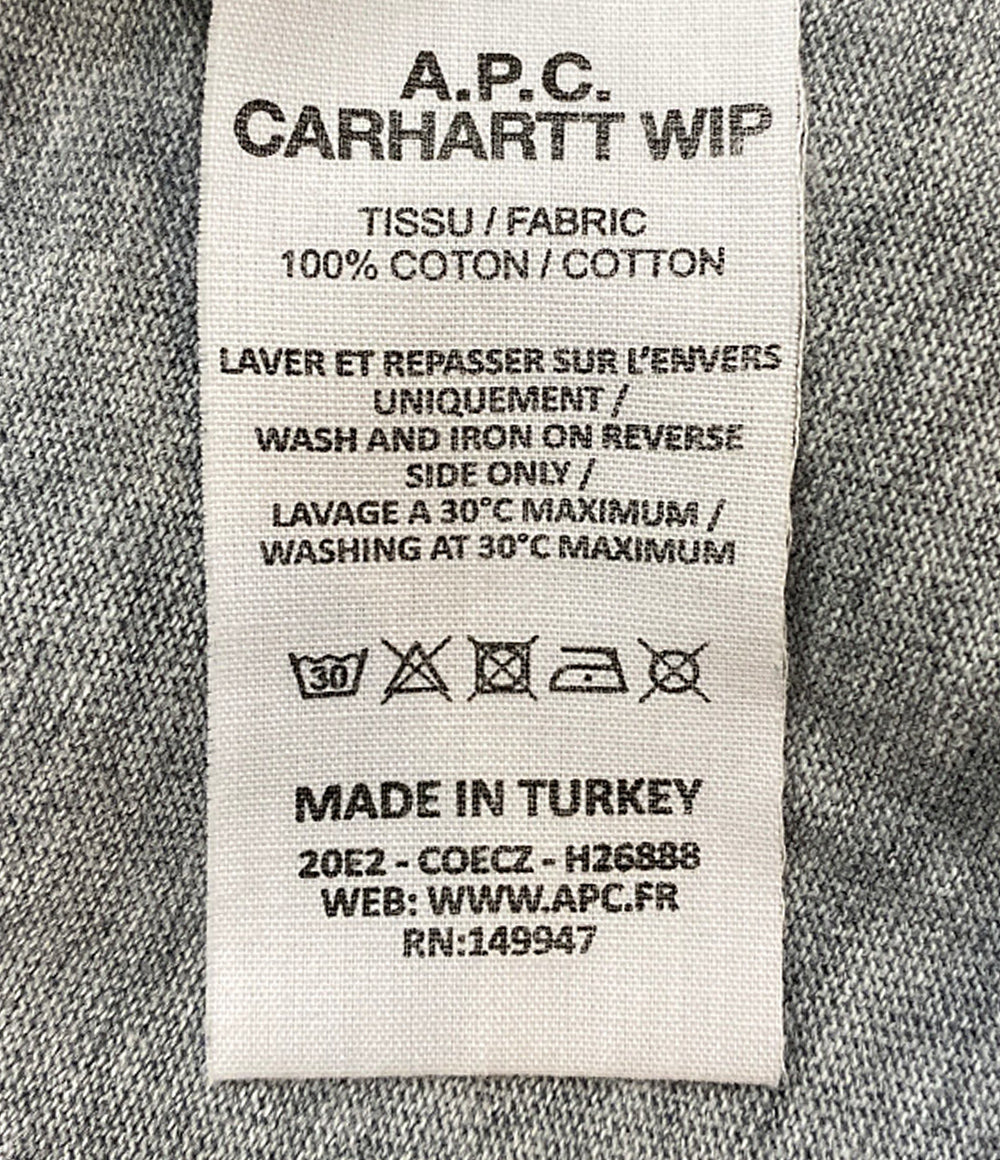 A.P.C.
CARHARTT WIP
TISSU / FABRIC
100% COTON / COTTON
LAVER ET REPASSER SUR L'ENVERS
UNIQUEMENT /
WASH AND IRON ON REVERSE
SIDE ONLY /
LAVAGE A 30°C MAXIMUM /
WASHING AT 30°C MAXIMUM
30
MADE IN TURKEY
20E2 - COECZ - H26888
WEB: WWW.APC.FR
RN:149947